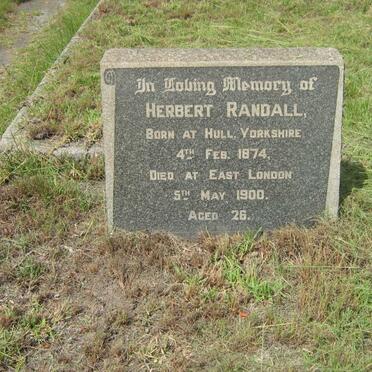 In Loving Memory of
HERBERT RANDALL,
BORN AT HULL, YORKSHIRE
4TH FEB. 1874,
DIED AT EAST LONDON
5TH MAY 1900.
AGED 26.